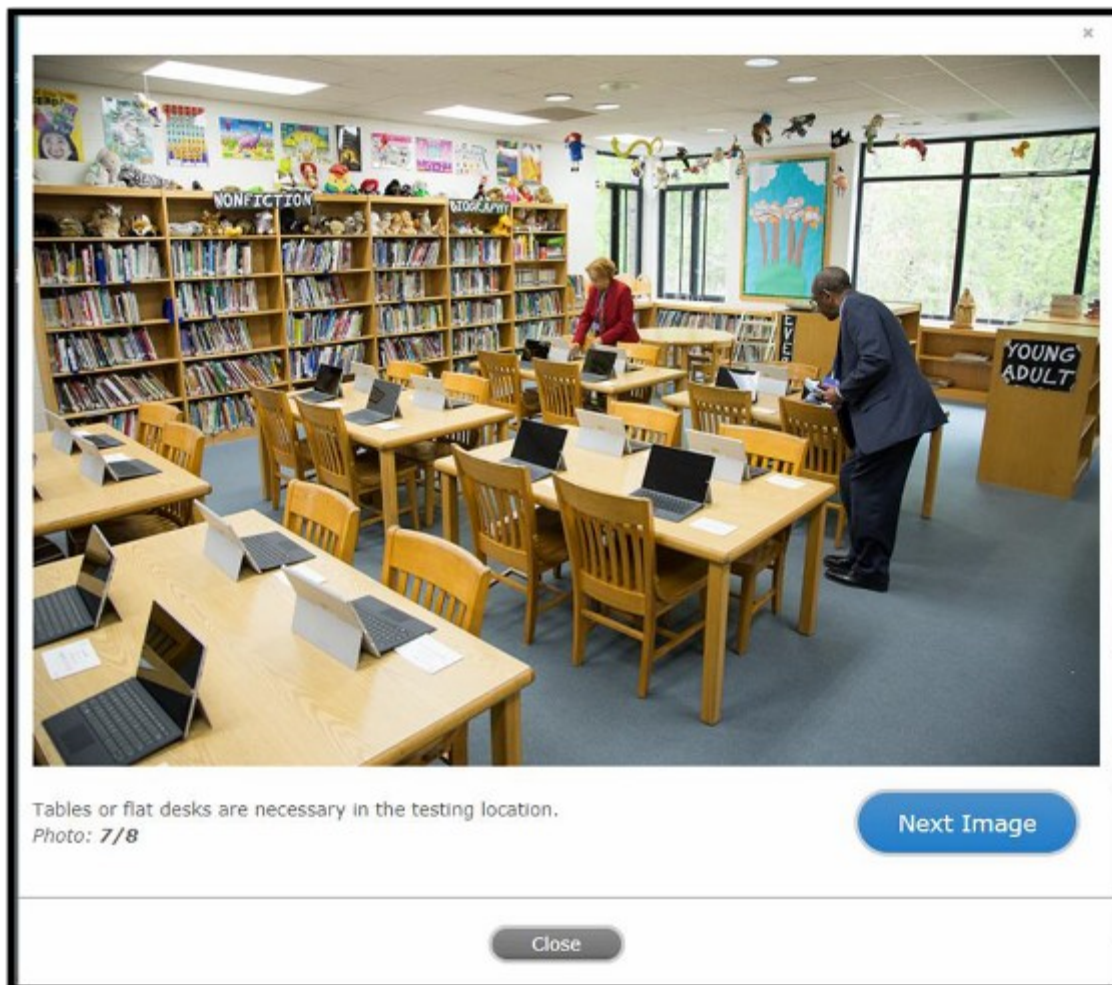 ×
NONFICTION
BIOGRAPHY
YOUNG
ADULT
Tables or flat desks are necessary in the testing location.
Photo: 7/8
Next Image
Close